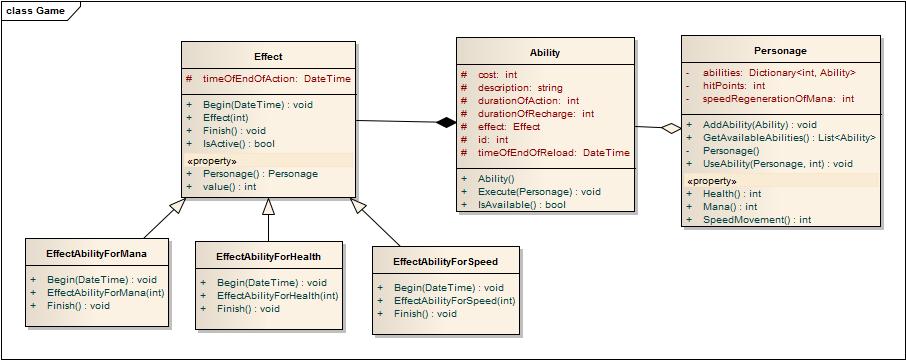 class Game
Effect
# timeOfEndOfAction: DateTime
+ Begin(DateTime) : void
+ Effect(int)
+ Finish() : void
+ IsActive() : bool
«property»
+ Personage() : Personage
+ value() : int
Ability
# cost: int
# description: string
# durationOfAction: int
# durationOfRecharge: int
# effect: Effect
# id: int
# timeOfEndOfReload: DateTime
+ Ability()
+ Execute(Personage) : void
+ IsAvailable() : bool
Personage
- abilities: Dictionary<int, Ability>
- hitPoints: int
- speedRegenerationOfMana: int
+ AddAbility(Ability) : void
+ GetAvailableAbilities() : List<Ability>
- Personage()
+ UseAbility(Personage, int) : void
«property»
+ Health() : int
+ Mana() : int
+ SpeedMovement() : int
EffectAbilityForMana
+ Begin(DateTime) : void
+ EffectAbilityForMana(int)
+ Finish() : void
EffectAbilityForHealth
+ Begin(DateTime) : void
+ EffectAbilityForHealth(int)
+ Finish() : void
EffectAbilityForSpeed
+ Begin(DateTime) : void
+ EffectAbilityForSpeed(int)
+ Finish() : void